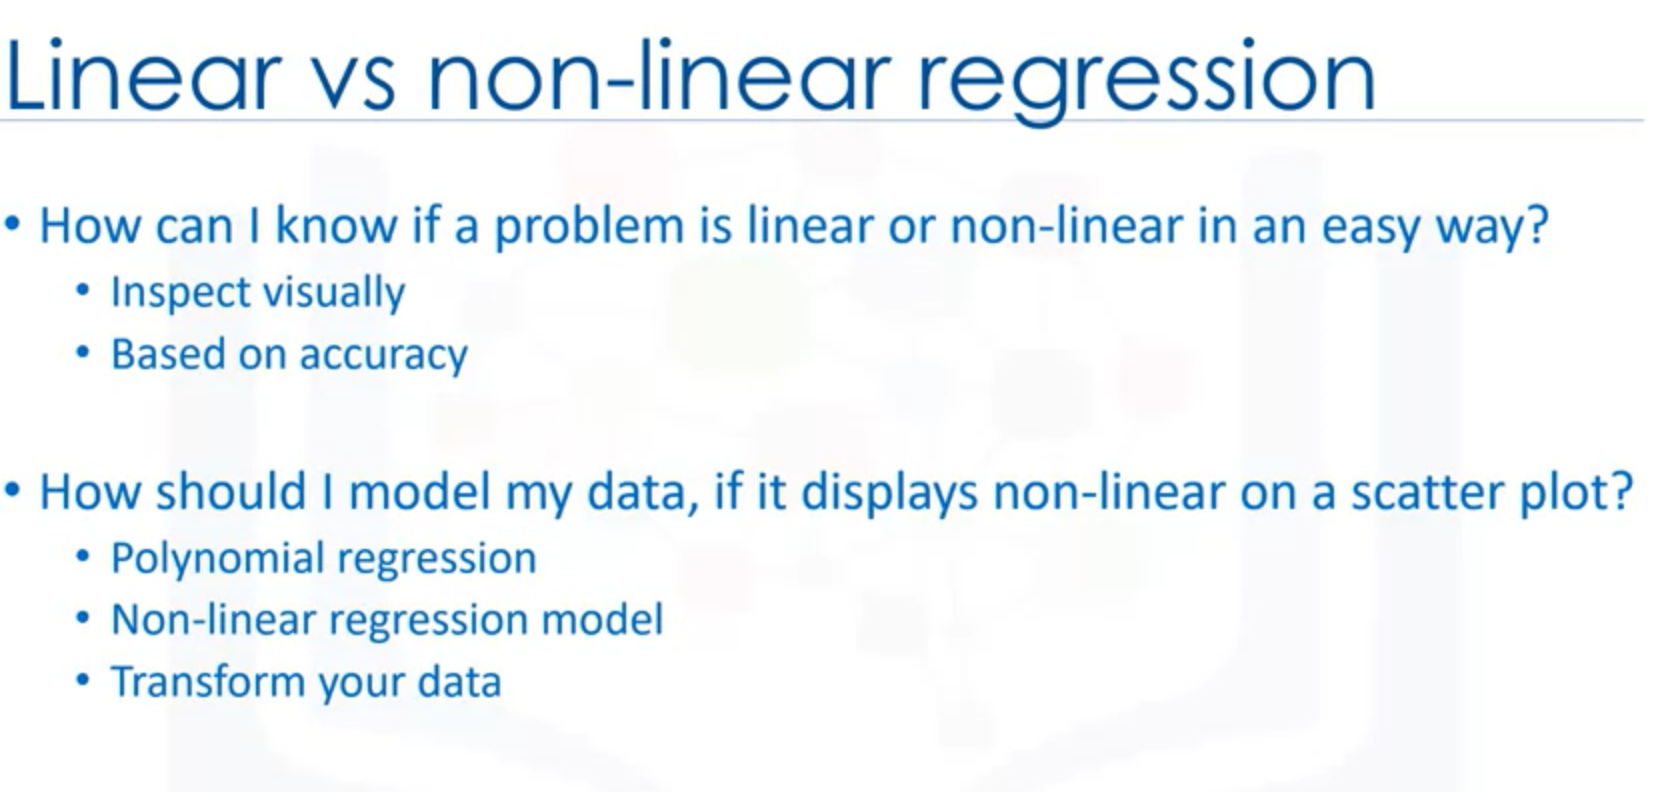 Linear vs non-linear regression
• How can I know if a problem is linear or non-linear in an easy way?
• Inspect visually
• Based on accuracy
• How should I model my data, if it displays non-linear on a scatter plot?
• Polynomial regression
• Non-linear regression model
• Transform your data